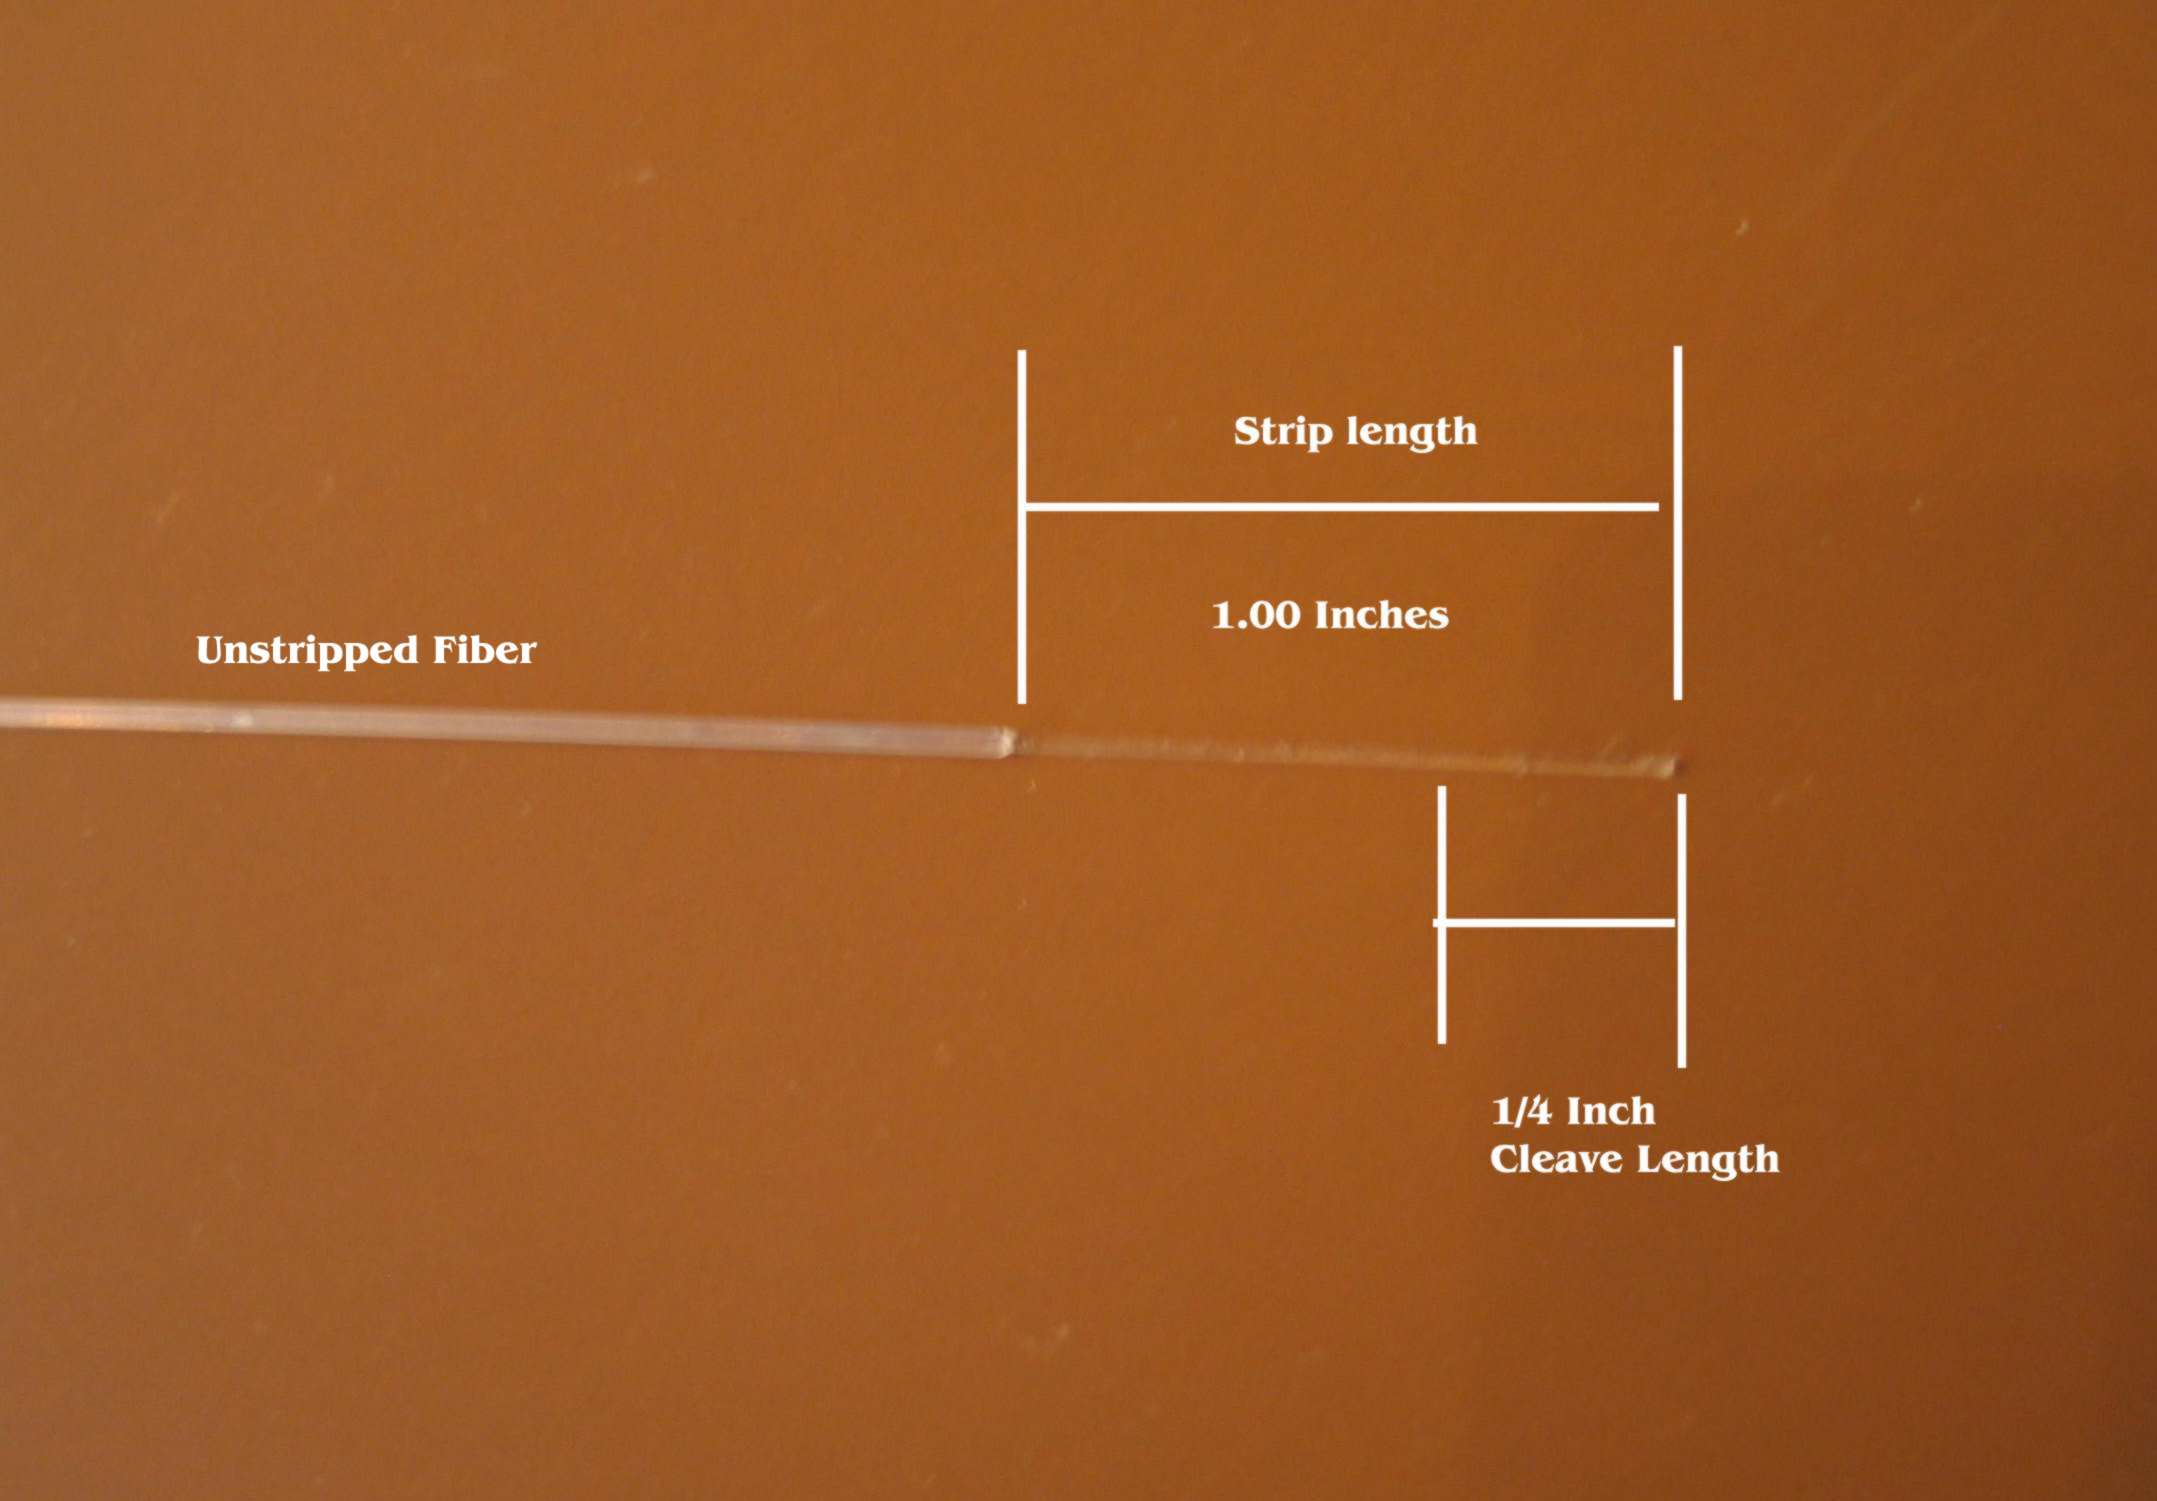 Strip length
1.00 Inches
Unstripped Fiber
1/4 Inch
Cleave Length